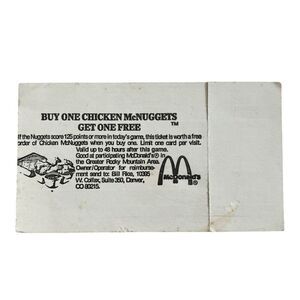 BUY ONE CHICKEN McNUGGETS
GET ONE FREE ™
If the Nuggets score 125 points or more in today's game, this ticket is worth a free
order of Chicken McNuggets when you buy one. Limit one card per visit.
Valid up to 48 hours after this game.
Good at participating McDonald's® in
the Greater Rocky Mountain Area.
Owner/Operator for reimburse-
ment send to: Bill Rice, 10395
W. Colfax, Suite 350, Denver,
CO 80215.
McDonald's®